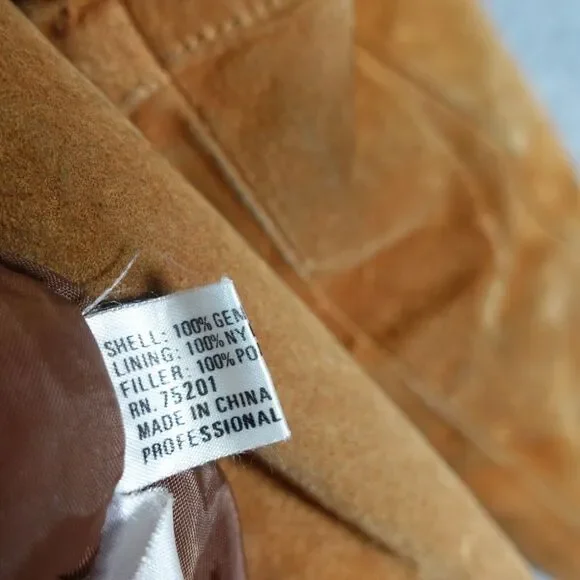 SHELL: 100% GEN
LINING: 100% NY
FILLER: 100% PO
RN. 75201
MADE IN CHINA
PROFESSIONAL